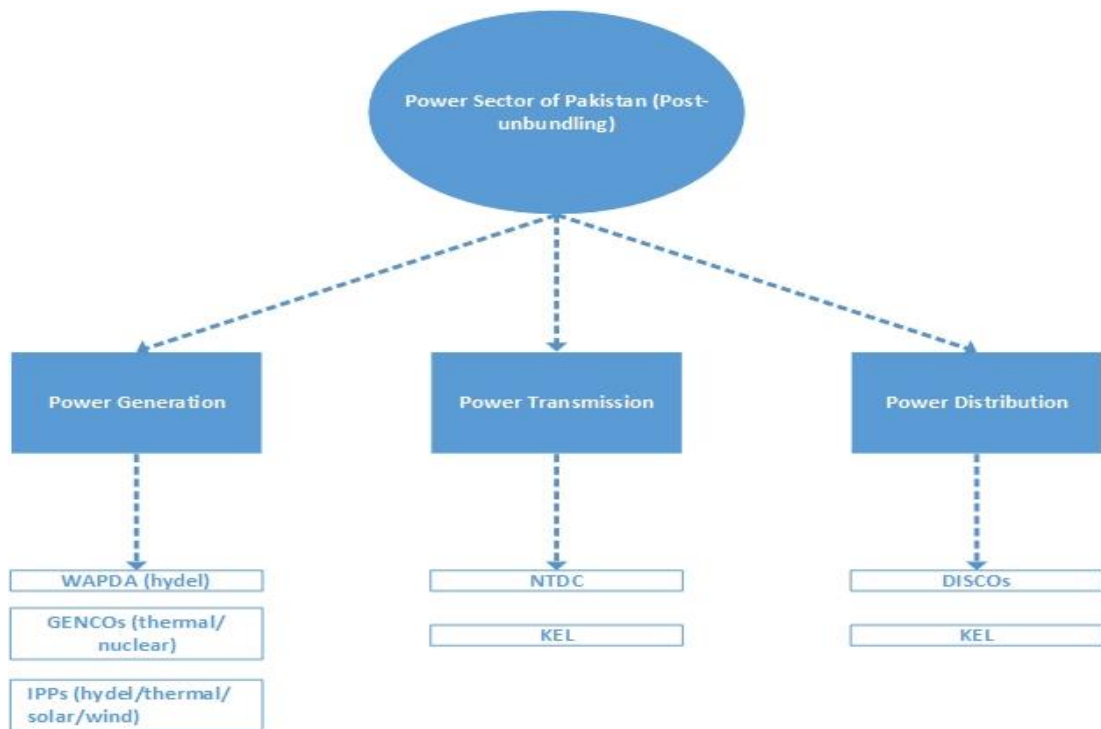 Power Sector of Pakistan (Post-
unbundling)
Power Generation
Power Transmission
Power Distribution
WAPDA (hydel)
NTDC
DISCOs
GENCOs (thermal/
nuclear)
KEL
KEL
IPPs (hydel/thermal/
solar/wind)